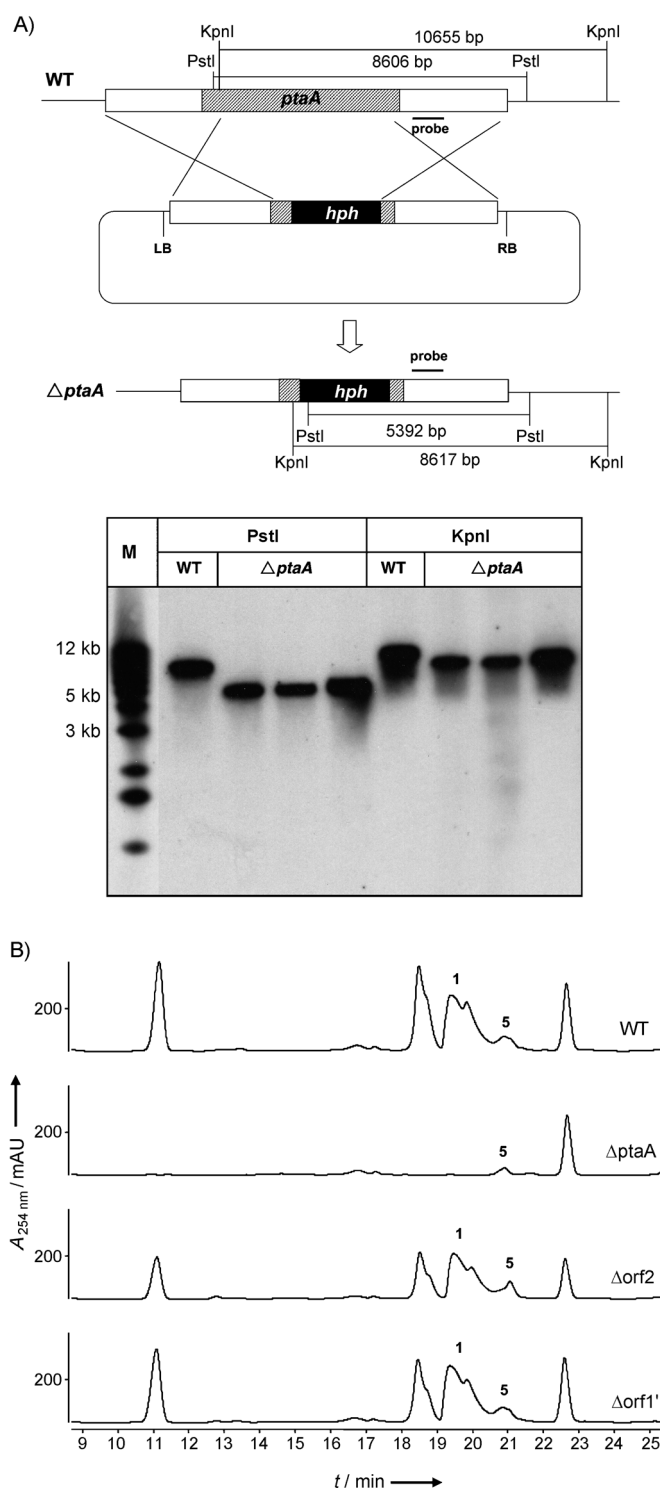 A)
KpnI 10655 bp KpnI
PstI 8606 bp PstI
WT
ptaA
probe
hph
LB RB
probe
△ptaA
hph
PstI 5392 bp PstI
KpnI 8617 bp KpnI
M PstI KpnI
WT △ptaA WT △ptaA
12 kb
5 kb
3 kb
B)
200 1 5 WT
200 5 ΔptaA
200 1 5 Δorf2
200 1 5 Δorf1'
A254 nm / mAU
9 10 11 12 13 14 15 16 17 18 19 20 21 22 23 24 25
t / min